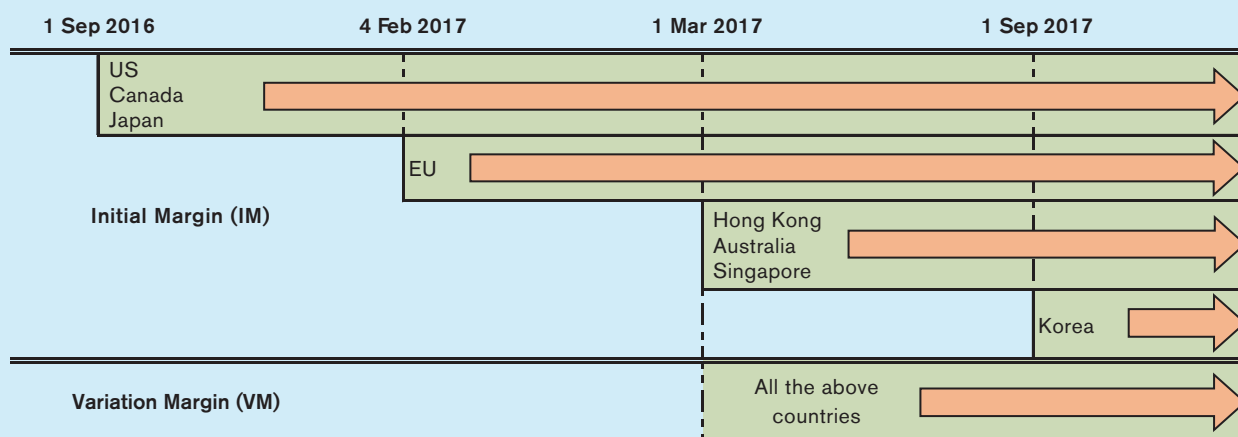 1 Sep 2016 4 Feb 2017 1 Mar 2017 1 Sep 2017
US
Canada
Japan
EU
Initial Margin (IM)
Hong Kong
Australia
Singapore
Korea
Variation Margin (VM)
All the above
countries